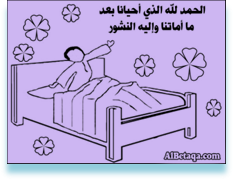 الحمد لله الذي أحيانا بعد
ما أماتنا وإليه النشور
AlBetaqa.com